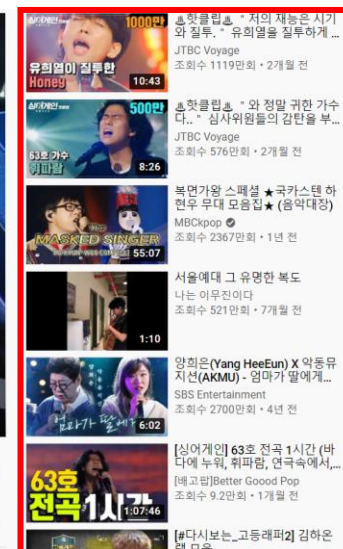 1000만
유희열이 질투한
Honey
10:43
♨핫클립♨ " 저의 재능은 시기
와 질투. " 유희열을 질투하게 ...
JTBC Voyage
조회수 1119만회 • 2개월 전
싱어게인
500만
63호 가수
휘파람
8:26
♨핫클립♨ " 와 정말 귀한 가수
다.. " 심사위원들의 감탄을 부...
JTBC Voyage
조회수 576만회 • 2개월 전
MASKED SINGER
55:07
복면가왕 스페셜 ★국카스텐 하
현우 무대 모음집★ (음악대장)
MBCkpop
조회수 2367만회 • 1년 전
1:10
서울예대 그 유명한 복도
나는 이무진이다
조회수 521만회 • 7개월 전
엄마가 딸에게
6:02
양희은(Yang HeeEun) X 악동뮤
지션(AKMU) - 엄마가 딸에게...
SBS Entertainment
조회수 2700만회 • 4년 전
63호
전곡 1시간
1:07:46
[싱어게인] 63호 전곡 1시간 (바
다에 누워, 휘파람, 연극속에서,...
[배고팝]Better Goood Pop
조회수 9.2만회 • 1개월 전
[#다시보는_고등래퍼2] 김하온
랩 모음